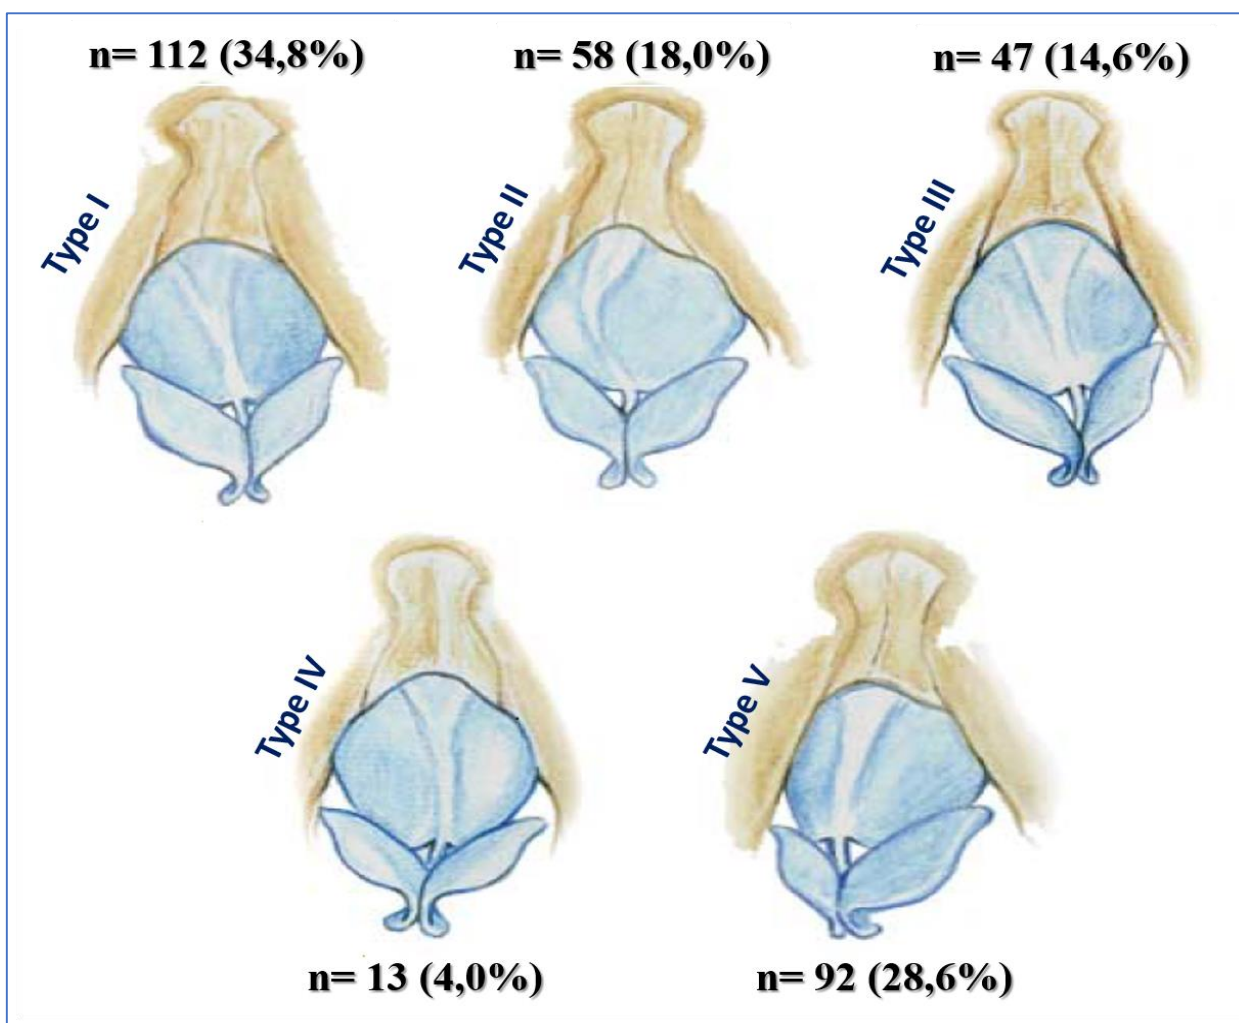 n= 112 (34,8%)
n= 58 (18,0%)
n= 47 (14,6%)
Type I
Type II
Type III
Type IV
Type V
n= 13 (4,0%)
n= 92 (28,6%)